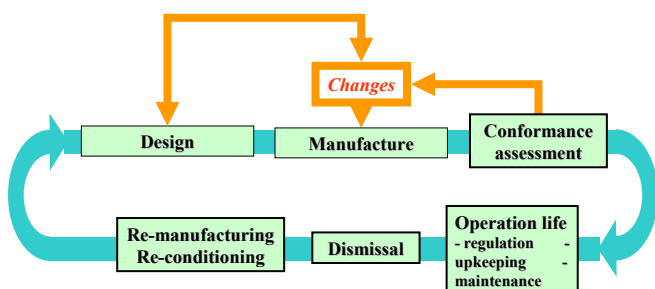 Changes
Design
Manufacture
Conformance
assessment
Re-manufacturing
Re-conditioning
Dismissal
Operation life
- regulation -
upkeeping -
maintenance